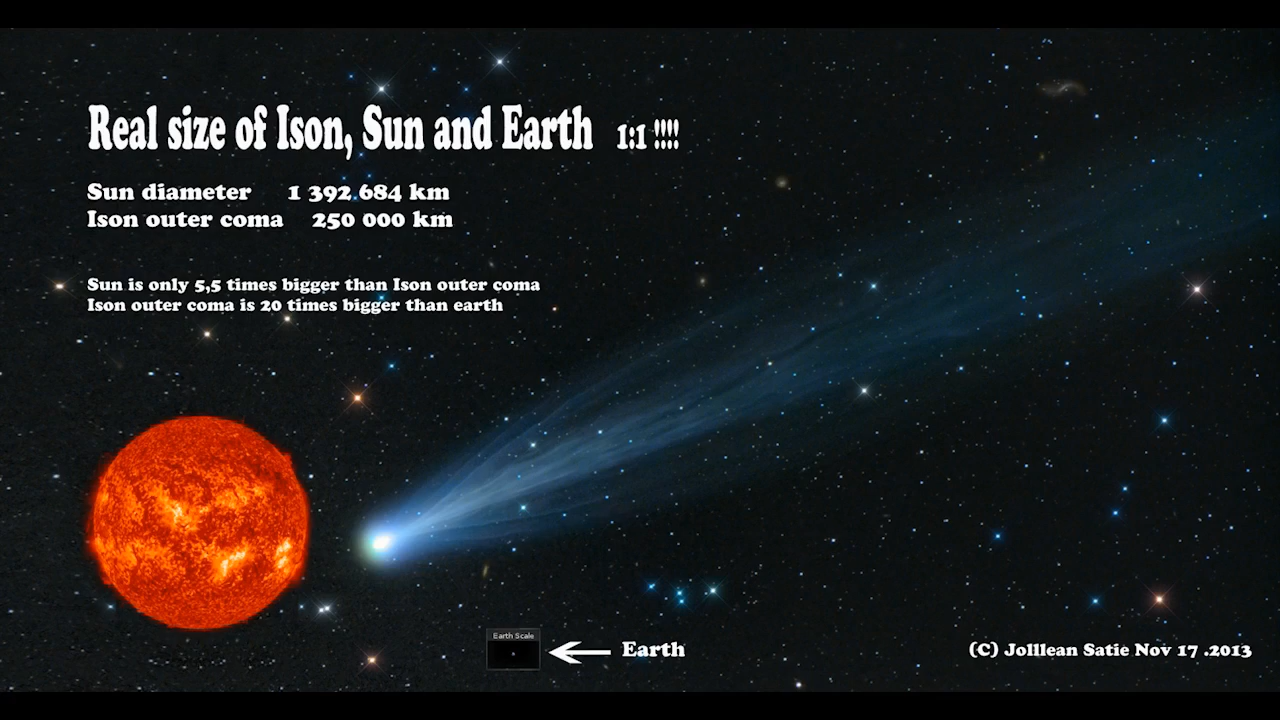 Real size of Ison, Sun and Earth 1:1 !!!!
Sun diameter 1 392 684 km
Ison outer coma 250 000 km
Sun is only 5,5 times bigger than Ison outer coma
Ison outer coma is 20 times bigger than earth
Earth Scale
Earth
(C) Jolllean Satie Nov 17 .2013